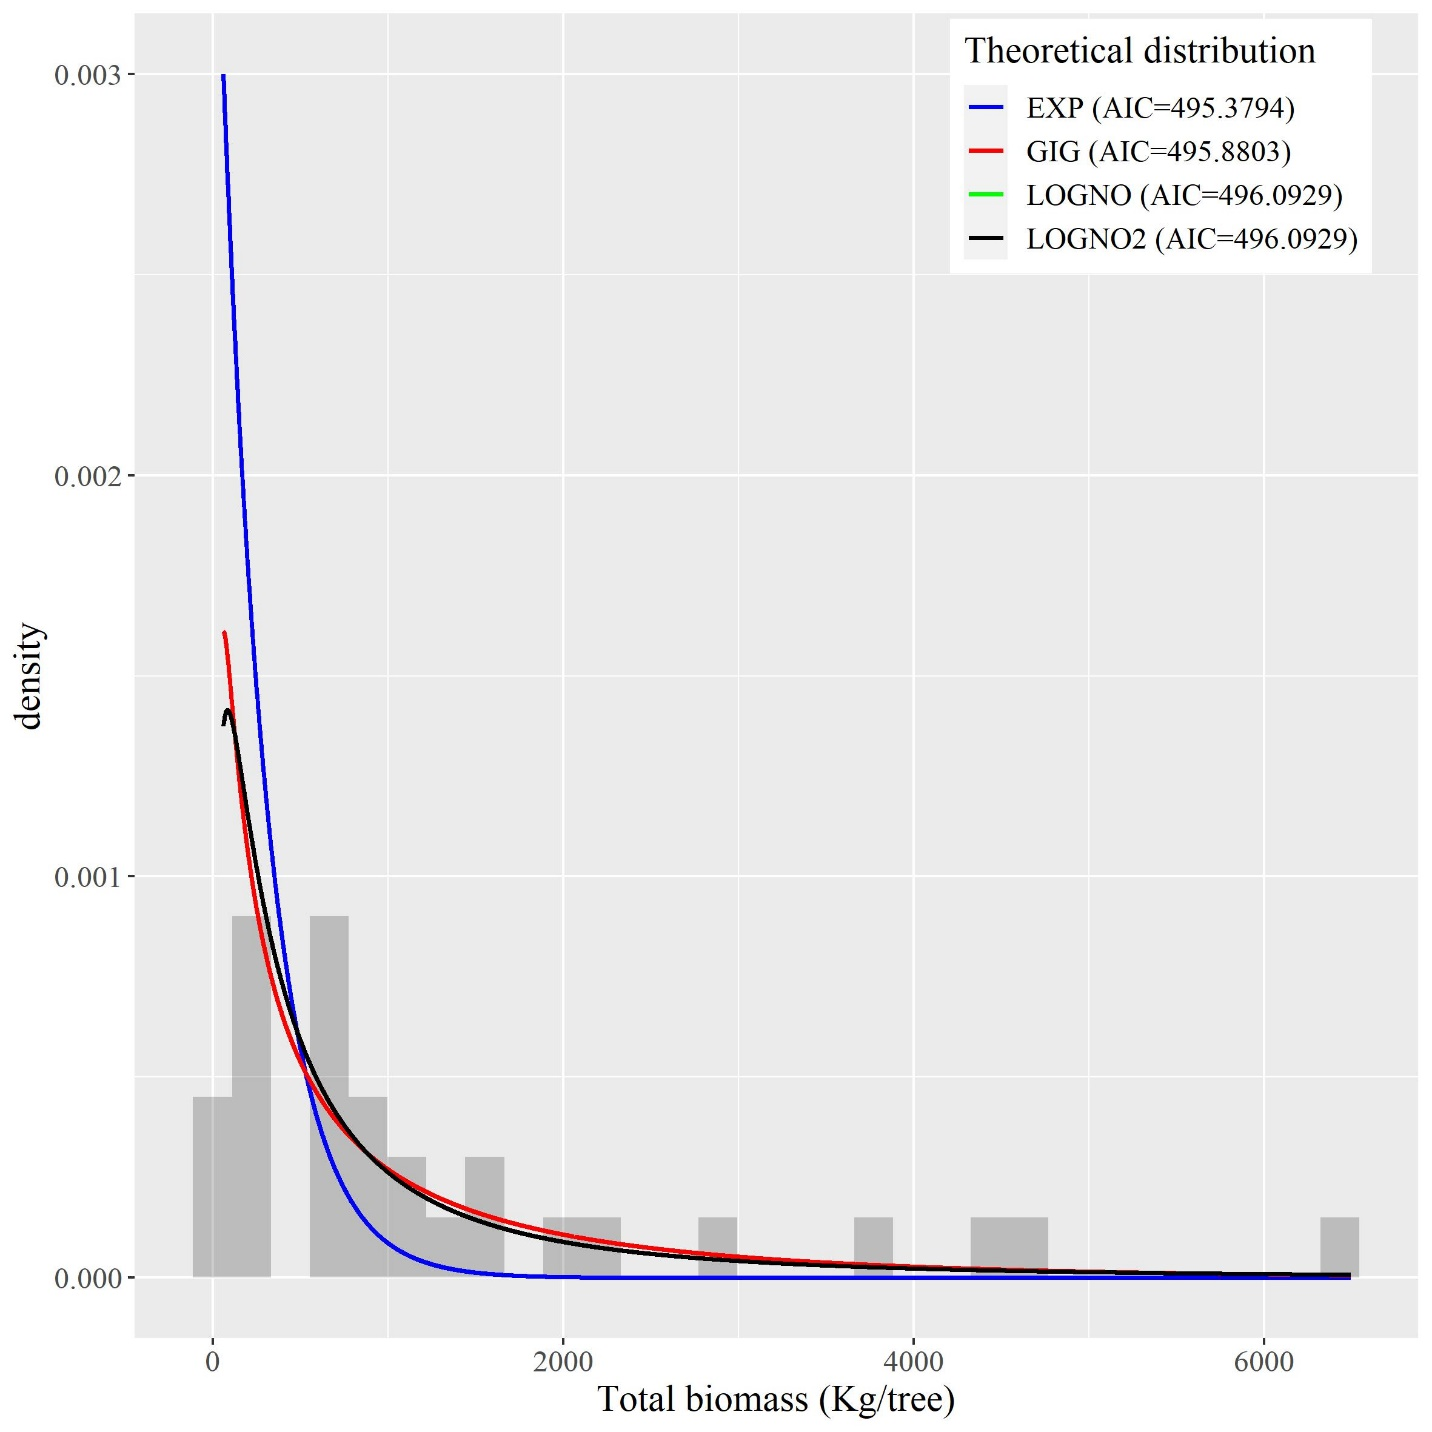 Theoretical distribution
EXP (AIC=495.3794)
GIG (AIC=495.8803)
LOGNO (AIC=496.0929)
LOGNO2 (AIC=496.0929)
0.003
0.002
0.001
0.000
density
0 2000 4000 6000
Total biomass (Kg/tree)